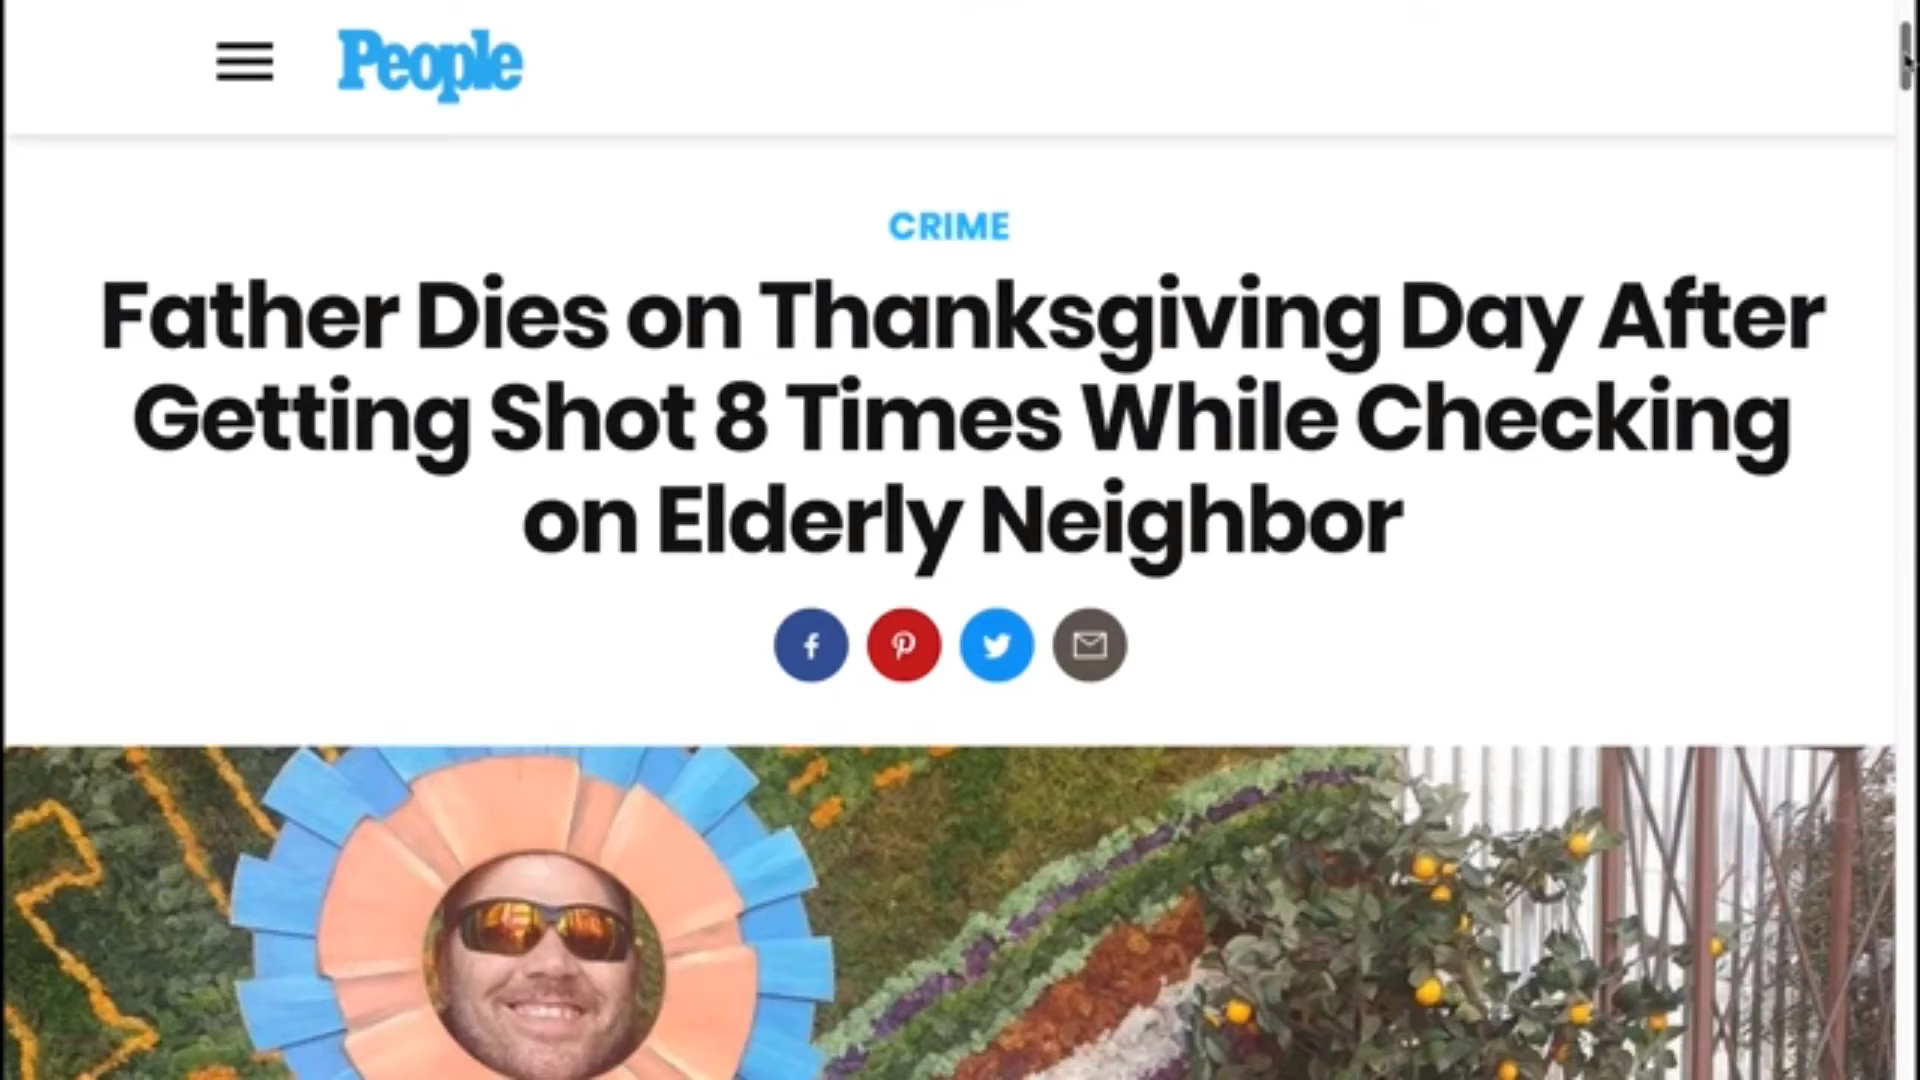 People
CRIME
Father Dies on Thanksgiving Day After
Getting Shot 8 Times While Checking
on Elderly Neighbor